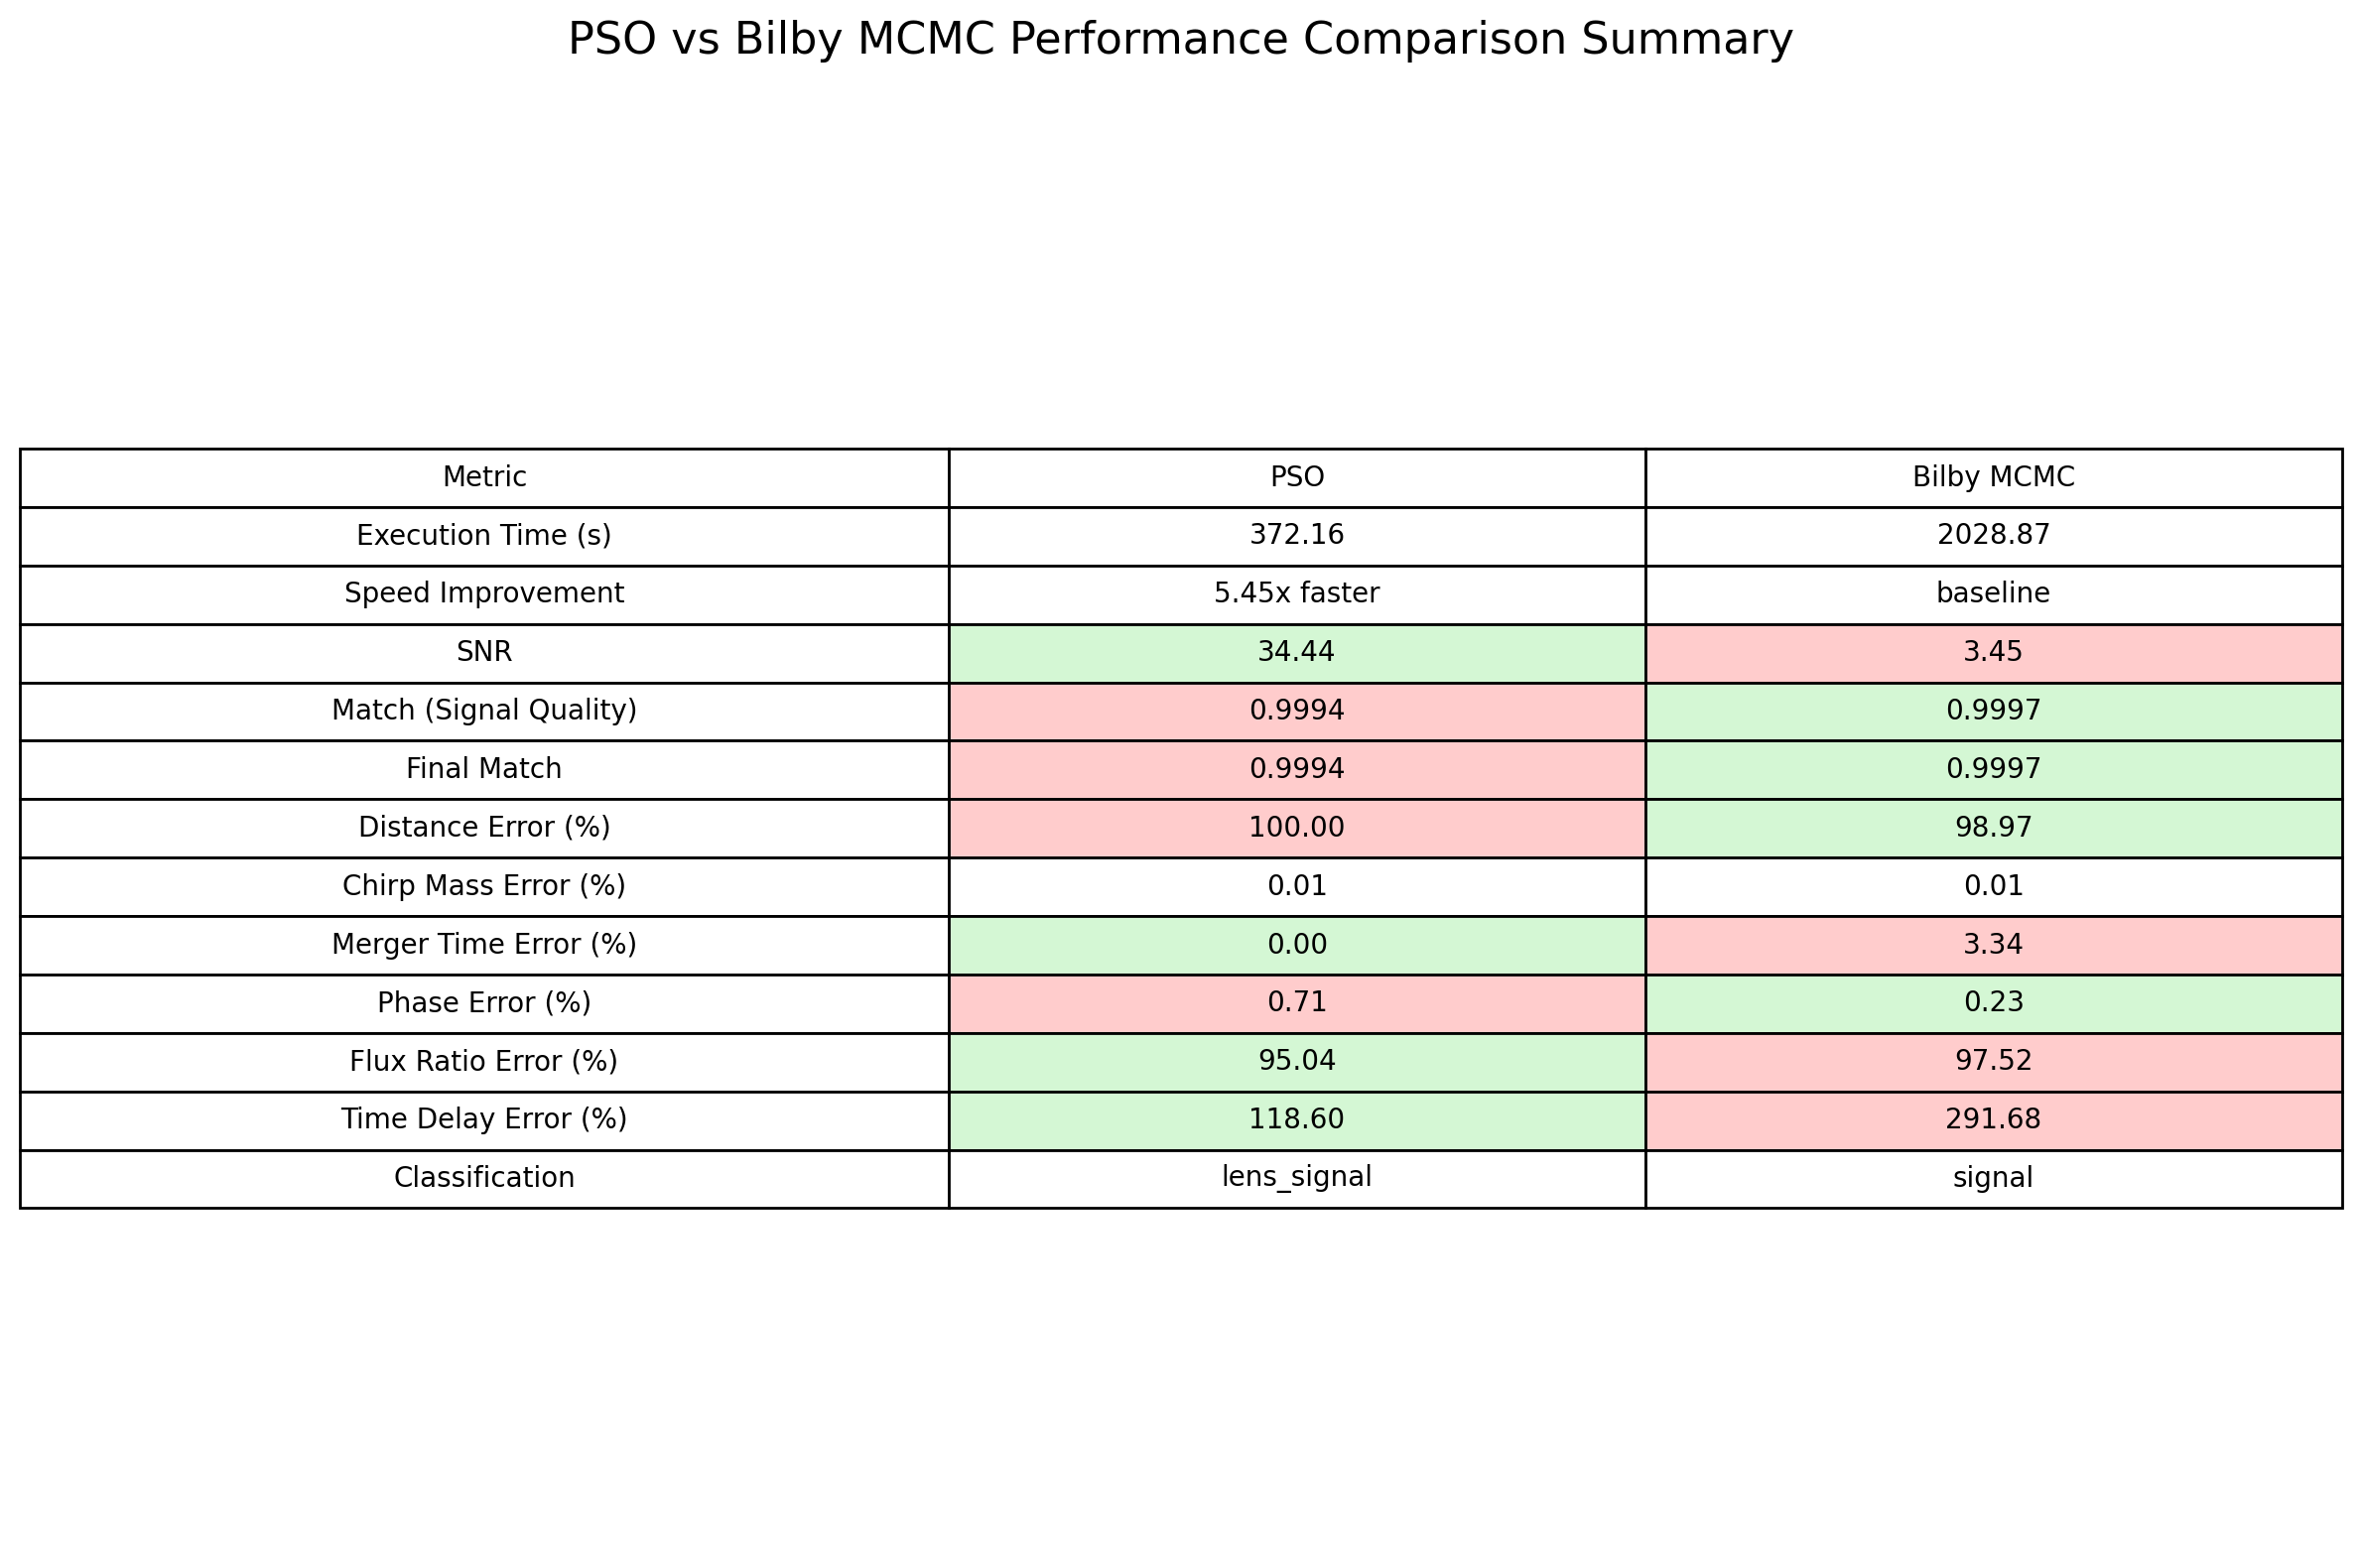 PSO vs Bilby MCMC Performance Comparison Summary
Metric PSO Bilby MCMC
Execution Time (s) 372.16 2028.87
Speed Improvement 5.45x faster baseline
SNR 34.44 3.45
Match (Signal Quality) 0.9994 0.9997
Final Match 0.9994 0.9997
Distance Error (%) 100.00 98.97
Chirp Mass Error (%) 0.01 0.01
Merger Time Error (%) 0.00 3.34
Phase Error (%) 0.71 0.23
Flux Ratio Error (%) 95.04 97.52
Time Delay Error (%) 118.60 291.68
Classification lens_signal signal